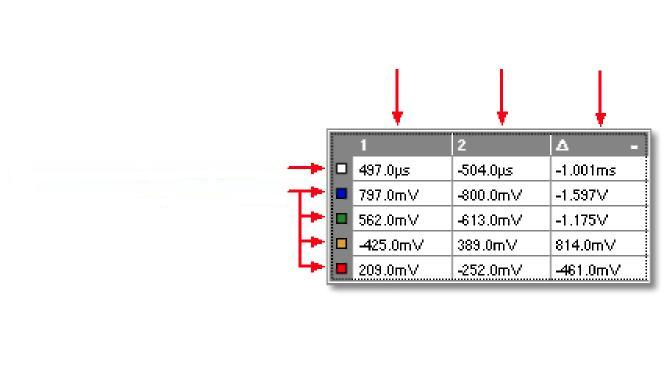 1 2 Δ -
497.0µs -504.0µs -1.001ms
797.0mV -800.0mV -1.597V
562.0mV -613.0mV -1.175V
-425.0mV 389.0mV 814.0mV
209.0mV -252.0mV -461.0mV